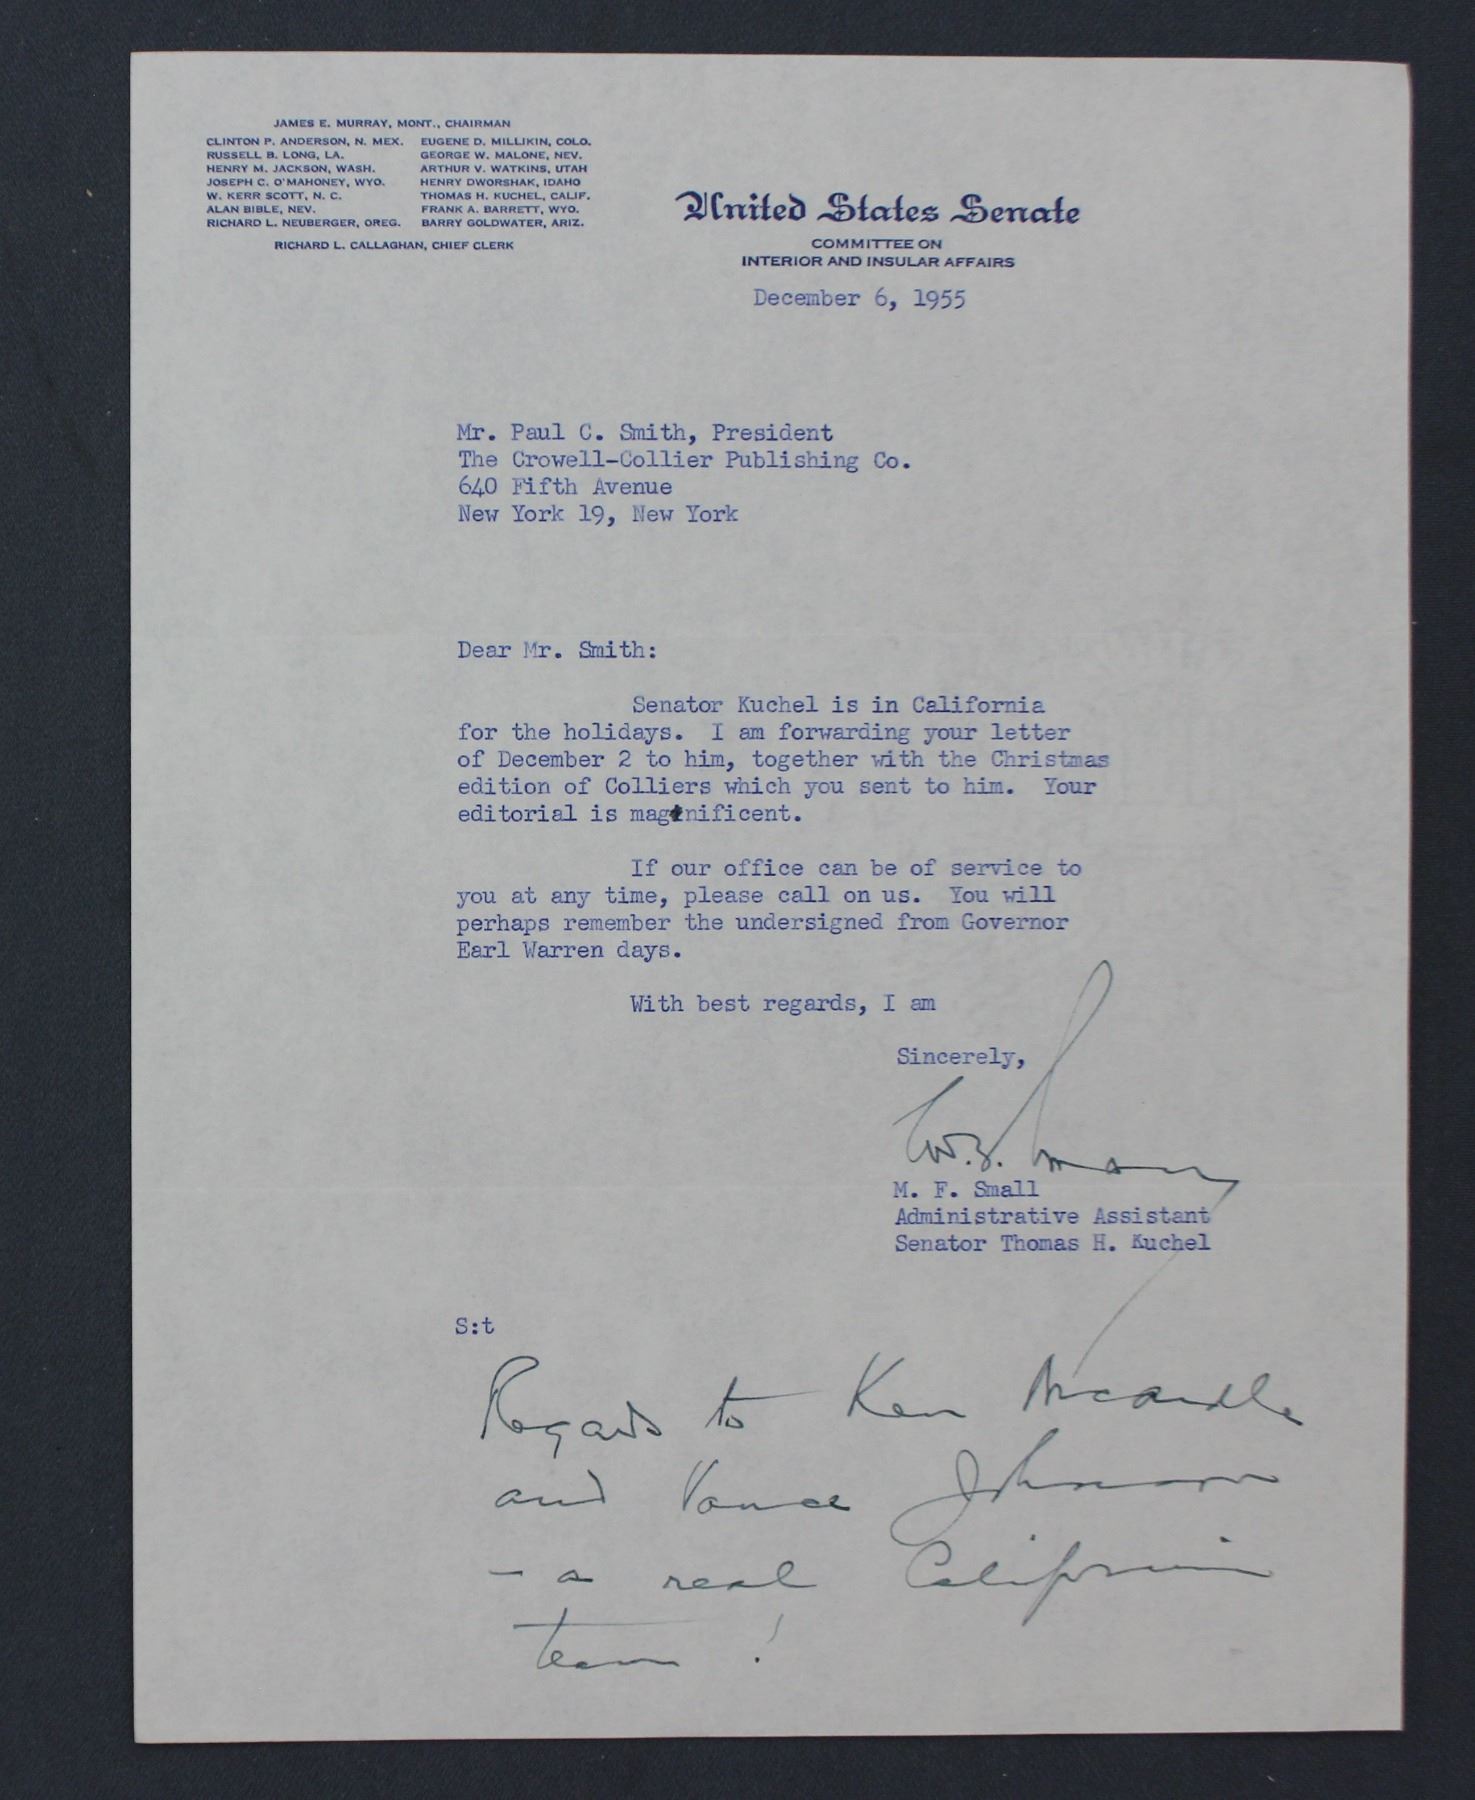 JAMES E. MURRAY, MONT., CHAIRMAN
CLINTON P. ANDERSON, N. MEX. EUGENE D. MILLIKIN, COLO.
RUSSELL B. LONG, LA. GEORGE W. MALONE, NEV.
HENRY M. JACKSON, WASH. ARTHUR V. WATKINS, UTAH
JOSEPH C. O'MAHONEY, WYO. HENRY DWORSHAK, IDAHO
W. KERR SCOTT, N. C. THOMAS H. KUCHEL, CALIF.
ALAN BIBLE, NEV. FRANK A. BARRETT, WYO.
RICHARD L. NEUBERGER, OREG. BARRY GOLDWATER, ARIZ.
RICHARD L. CALLAGHAN, CHIEF CLERK
United States Senate
COMMITTEE ON
INTERIOR AND INSULAR AFFAIRS
December 6, 1955
Mr. Paul C. Smith, President
The Crowell-Collier Publishing Co.
640 Fifth Avenue
New York 19, New York
Dear Mr. Smith:
Senator Kuchel is in California
for the holidays. I am forwarding your letter
of December 2 to him, together with the Christmas
edition of Colliers which you sent to him. Your
editorial is magnificent.
If our office can be of service to
you at any time, please call on us. You will
perhaps remember the undersigned from Governor
Earl Warren days.
With best regards, I am
Sincerely,
M. F. Small
Administrative Assistant
Senator Thomas H. Kuchel
S:t
Regards to Ken McArdle
and Vance Johnson
- a real California
team !